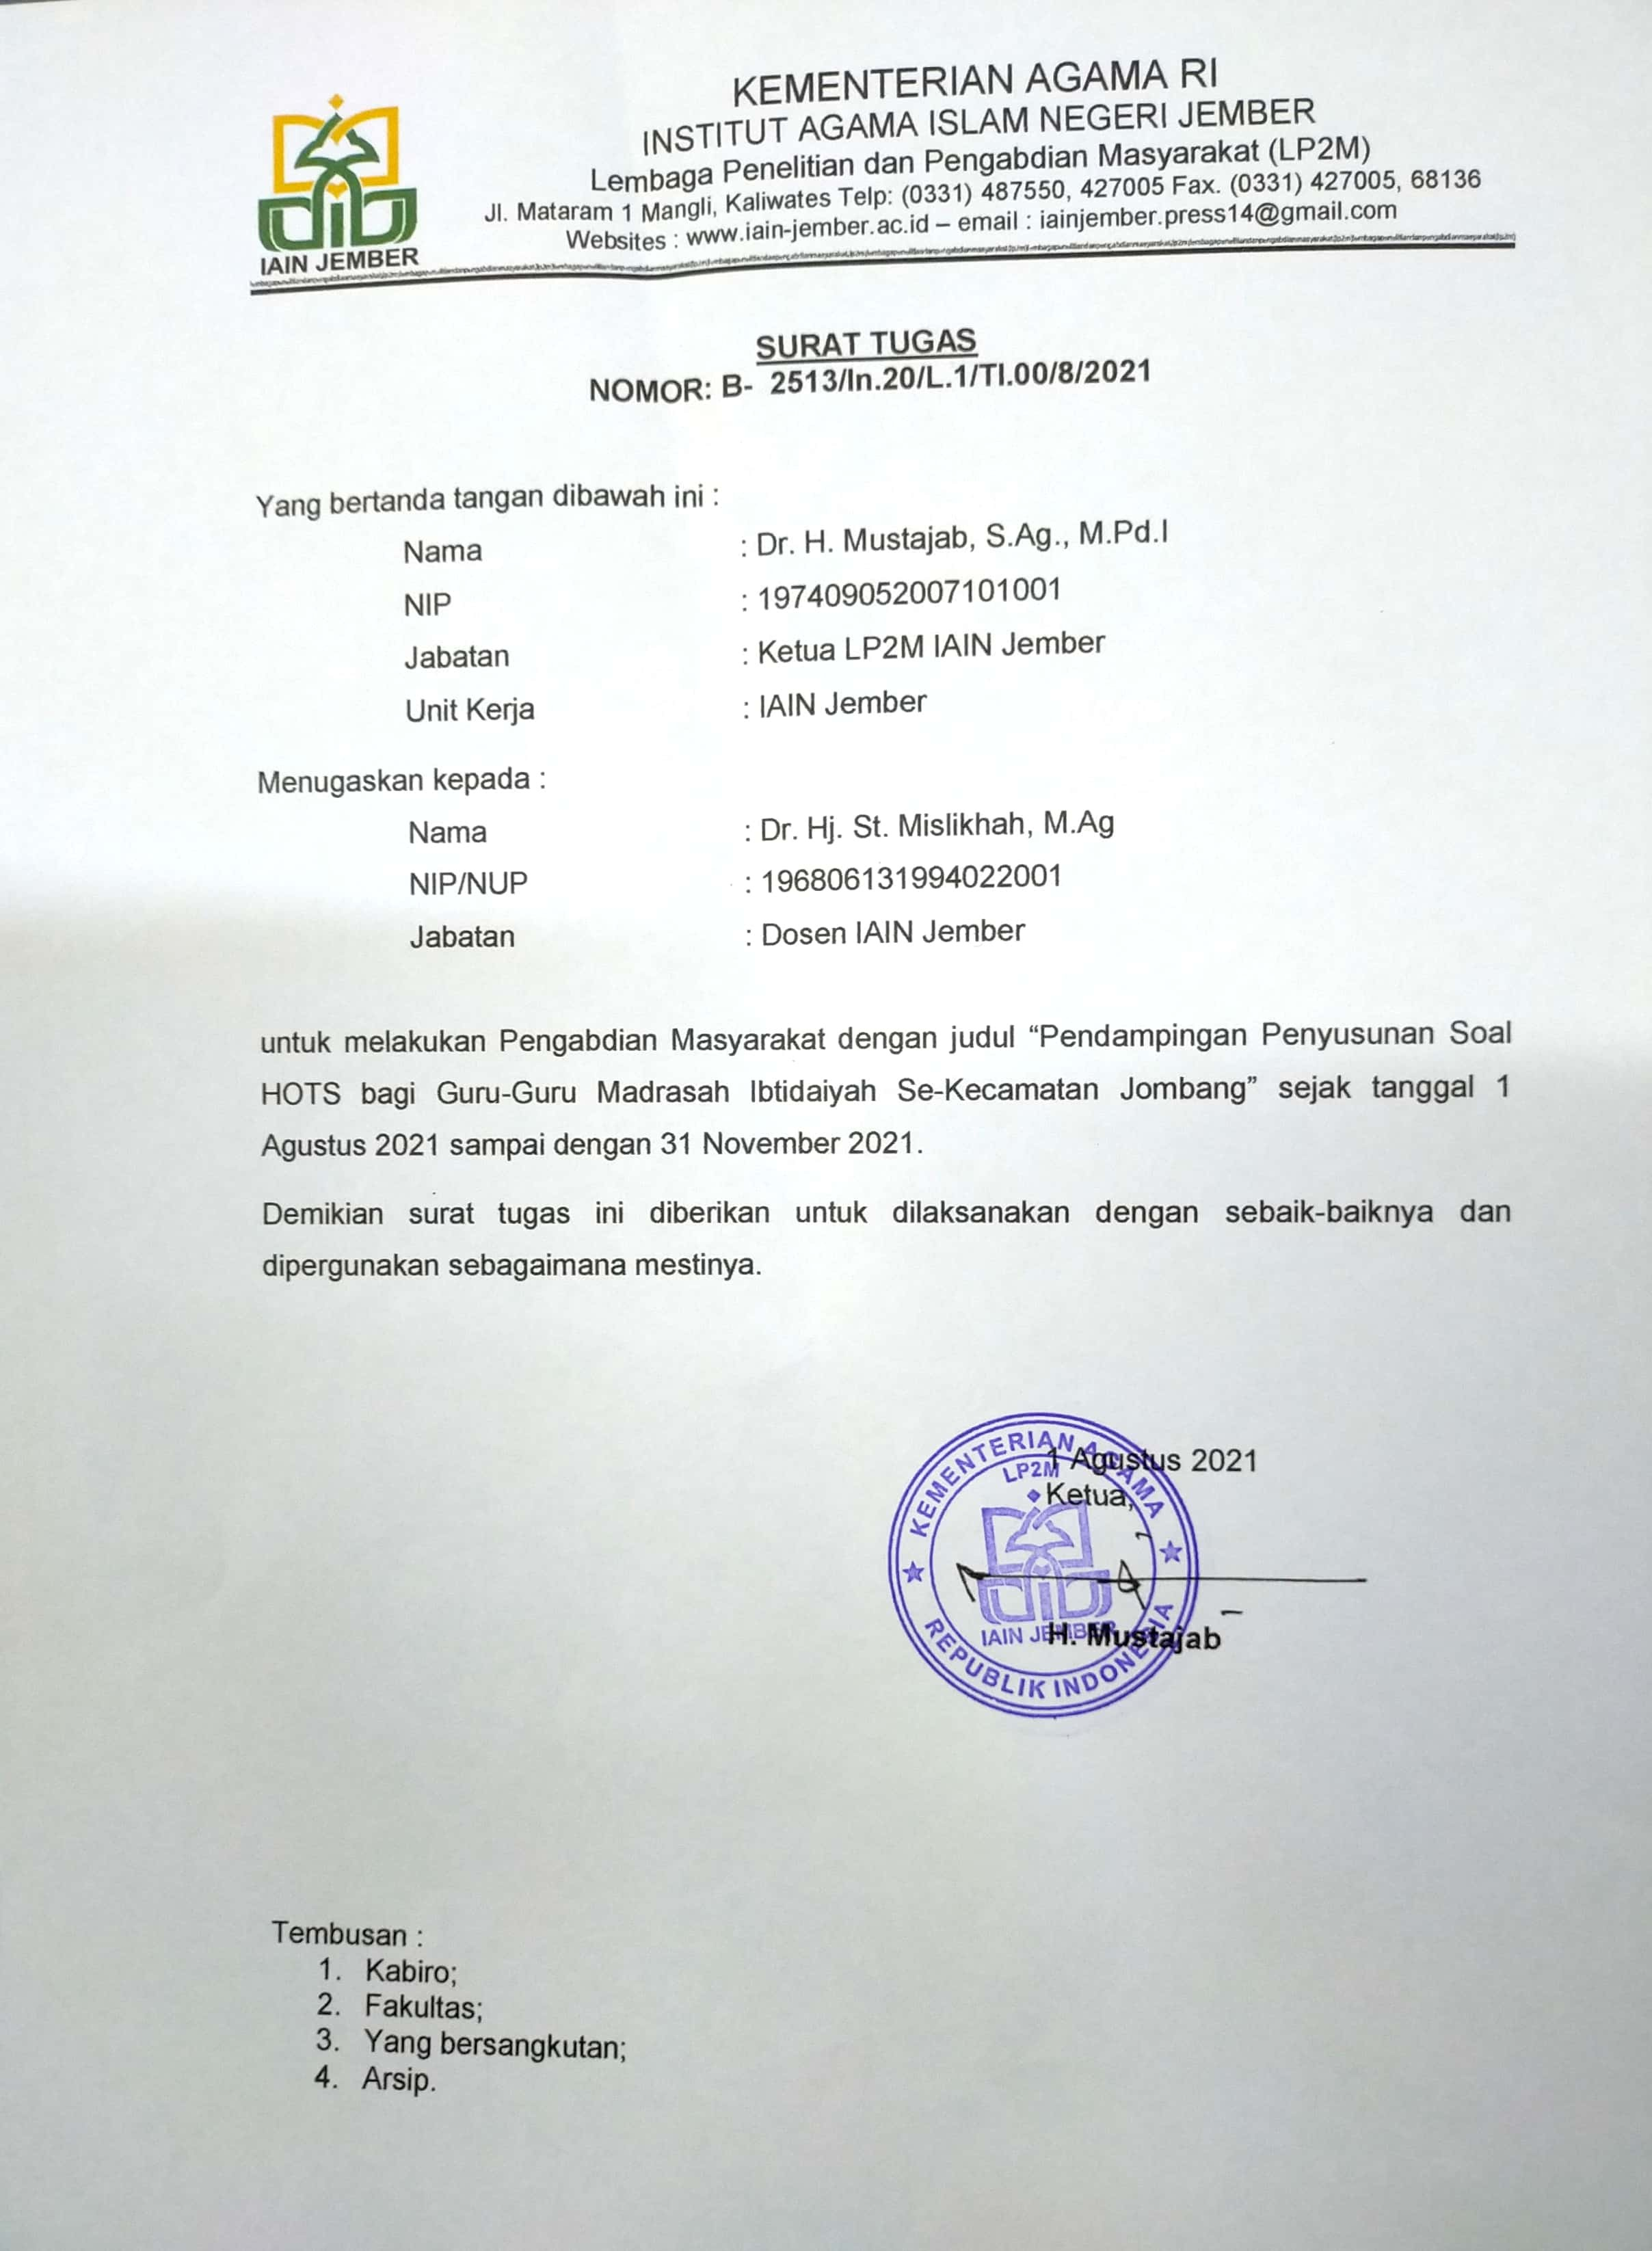 KEMENTERIAN AGAMA RI
INSTITUT AGAMA ISLAM NEGERI JEMBER
Lembaga Penelitian dan Pengabdian Masyarakat (LP2M)
Jl. Mataram 1 Mangli, Kaliwates Telp: (0331) 487550, 427005 Fax. (0331) 427005, 68136
Websites : www.iain-jember.ac.id – email : iainjember.press14@gmail.com
IAIN JEMBER
SURAT TUGAS
NOMOR: B- 2513/In.20/L.1/TI.00/8/2021
Yang bertanda tangan dibawah ini :
Nama : Dr. H. Mustajab, S.Ag., M.Pd.I
NIP : 197409052007101001
Jabatan : Ketua LP2M IAIN Jember
Unit Kerja : IAIN Jember
Menugaskan kepada :
Nama : Dr. Hj. St. Mislikhah, M.Ag
NIP/NUP : 196806131994022001
Jabatan : Dosen IAIN Jember
untuk melakukan Pengabdian Masyarakat dengan judul “Pendampingan Penyusunan Soal
HOTS bagi Guru-Guru Madrasah Ibtidaiyah Se-Kecamatan Jombang” sejak tanggal 1
Agustus 2021 sampai dengan 31 November 2021.
Demikian surat tugas ini diberikan untuk dilaksanakan dengan sebaik-baiknya dan
dipergunakan sebagaimana mestinya.
1 Agustus 2021
Ketua,
KEMENTERIAN AGAMA
LP2M
IAIN JEMBER
REPUBLIK INDONESIA
H. Mustajab
Tembusan :
1. Kabiro;
2. Fakultas;
3. Yang bersangkutan;
4. Arsip.